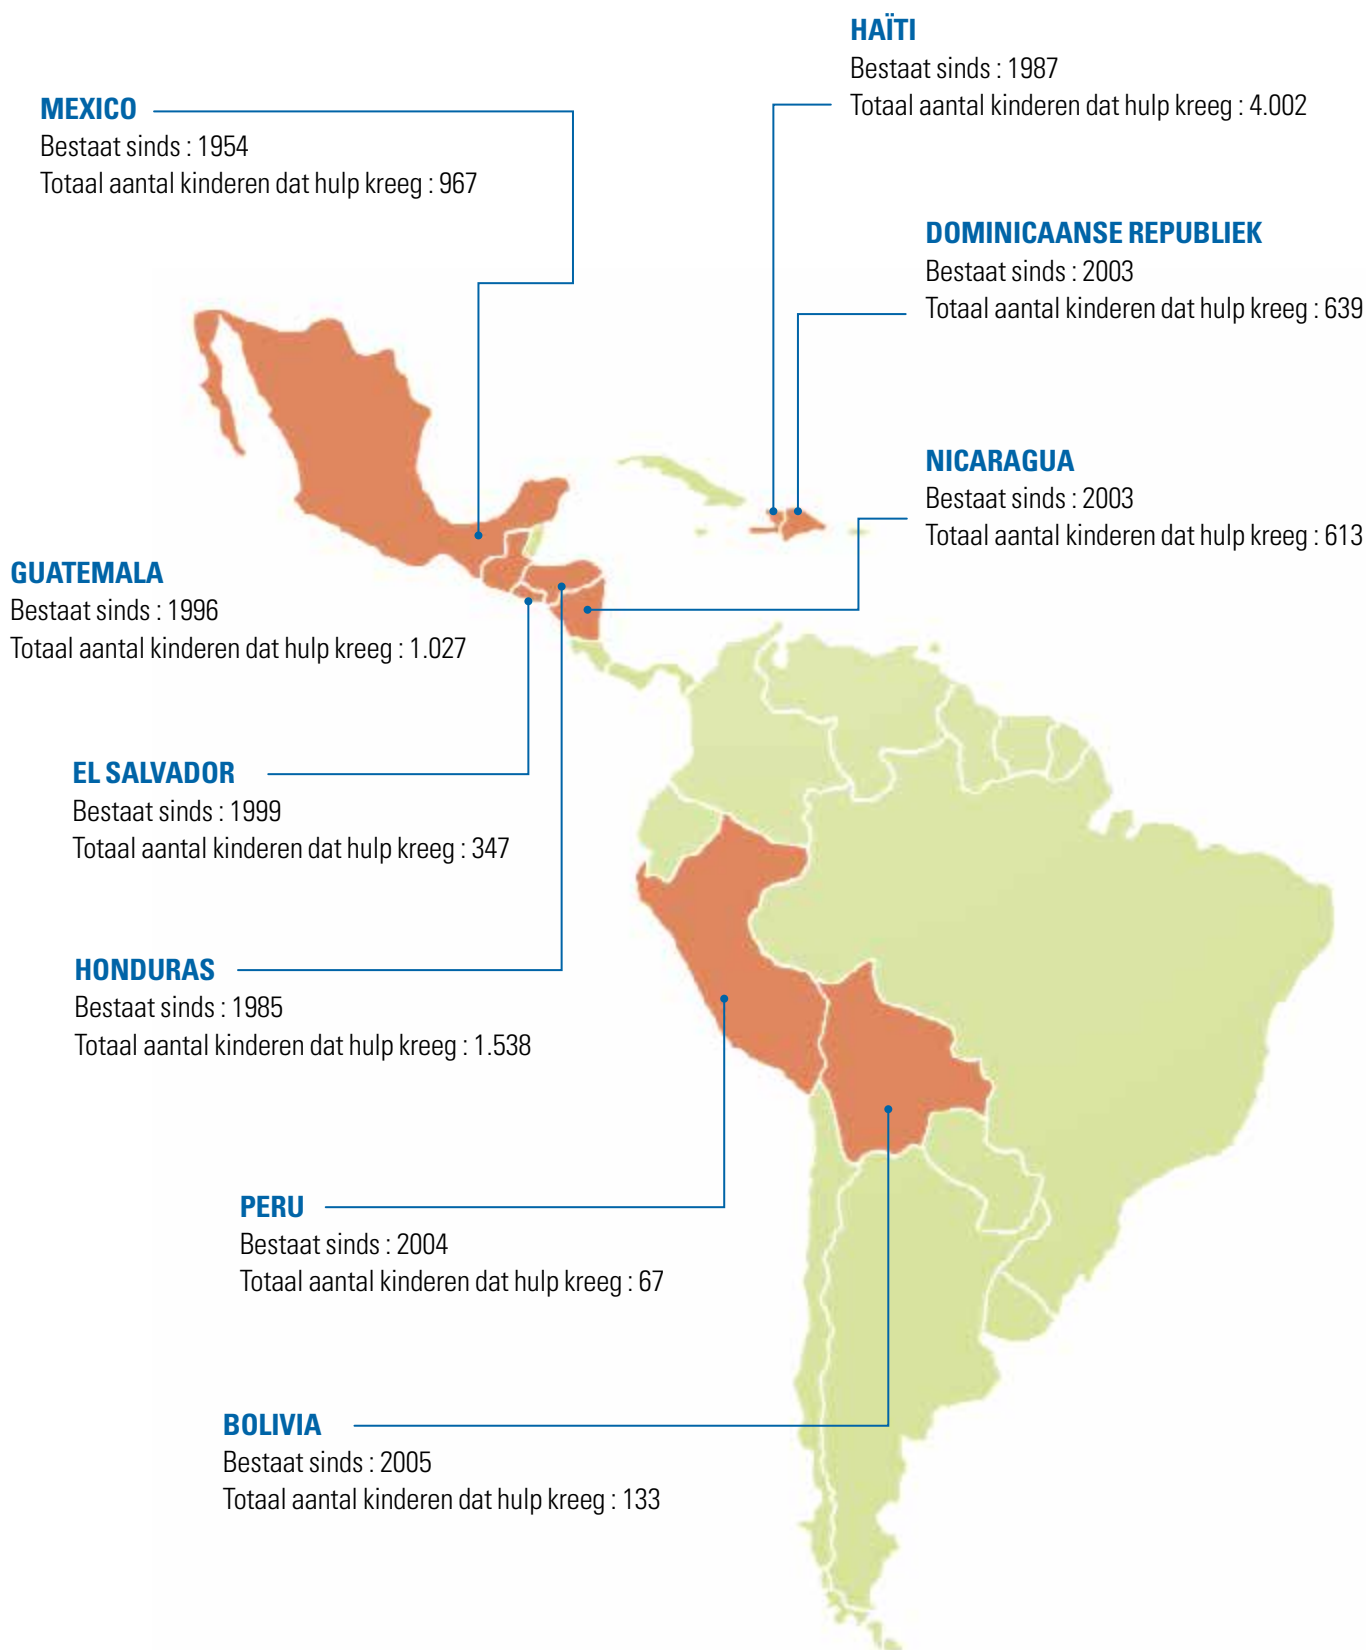 HAÏTI
Bestaat sinds : 1987
Totaal aantal kinderen dat hulp kreeg : 4.002
MEXICO
Bestaat sinds : 1954
Totaal aantal kinderen dat hulp kreeg : 967
DOMINICAANSE REPUBLIEK
Bestaat sinds : 2003
Totaal aantal kinderen dat hulp kreeg : 639
NICARAGUA
Bestaat sinds : 2003
Totaal aantal kinderen dat hulp kreeg : 613
GUATEMALA
Bestaat sinds : 1996
Totaal aantal kinderen dat hulp kreeg : 1.027
EL SALVADOR
Bestaat sinds : 1999
Totaal aantal kinderen dat hulp kreeg : 347
HONDURAS
Bestaat sinds : 1985
Totaal aantal kinderen dat hulp kreeg : 1.538
PERU
Bestaat sinds : 2004
Totaal aantal kinderen dat hulp kreeg : 67
BOLIVIA
Bestaat sinds : 2005
Totaal aantal kinderen dat hulp kreeg : 133